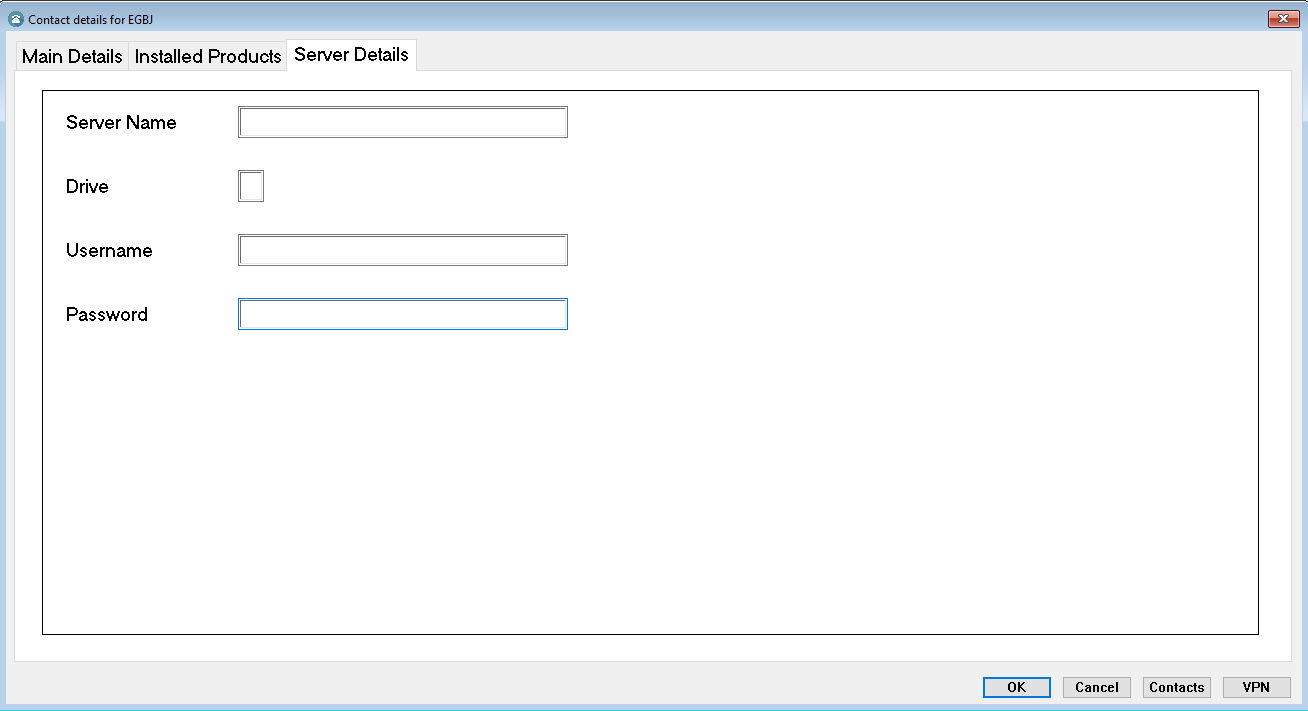 Contact details for EGBJ
Main Details Installed Products Server Details
Server Name
Drive
Username
Password
OK Cancel Contacts VPN